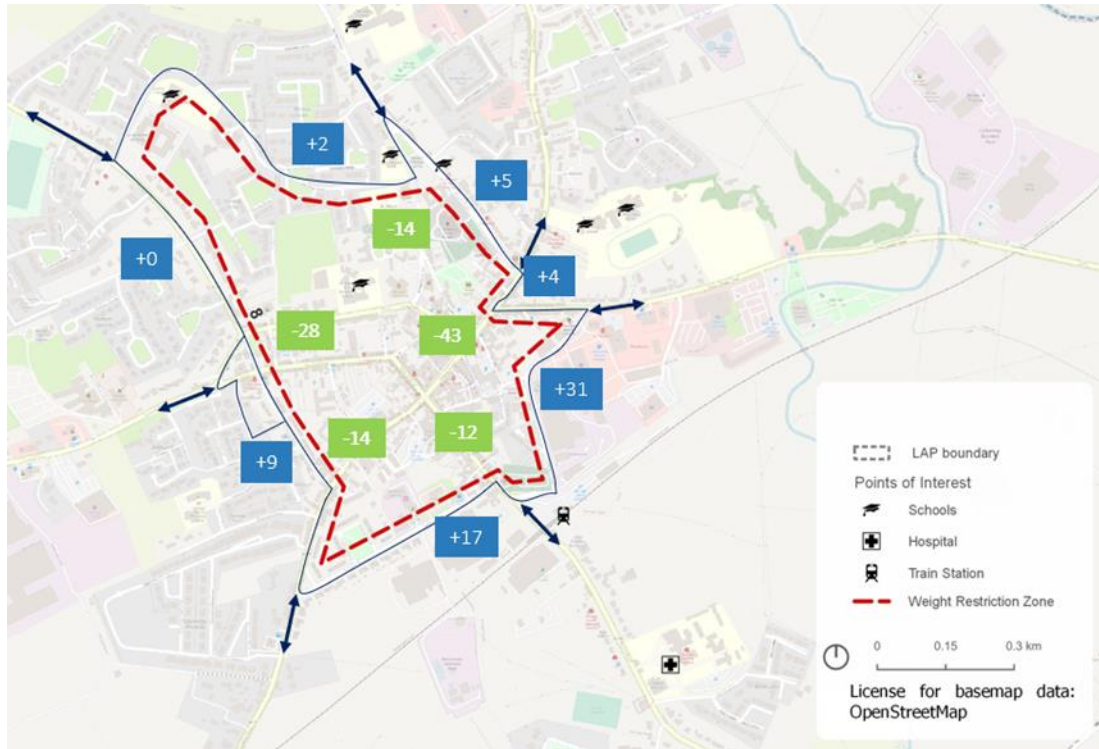 +2
+5
-14
+0
+4
8
-28
-43
+31
-14
-12
+9
+17
LAP boundary
Points of Interest
Schools
Hospital
Train Station
Weight Restriction Zone
0 0.15 0.3 km
License for basemap data:
OpenStreetMap